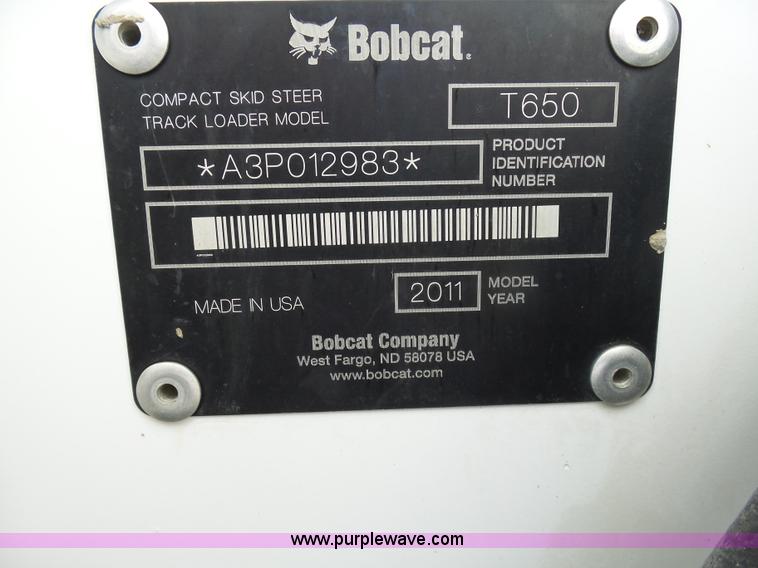 Bobcat.
COMPACT SKID STEER
TRACK LOADER MODEL
T650
*A3P012983*
PRODUCT
IDENTIFICATION
NUMBER
MADE IN USA
2011
MODEL
YEAR
Bobcat Company
West Fargo, ND 58078 USA
www.bobcat.com
www.purplewave.com